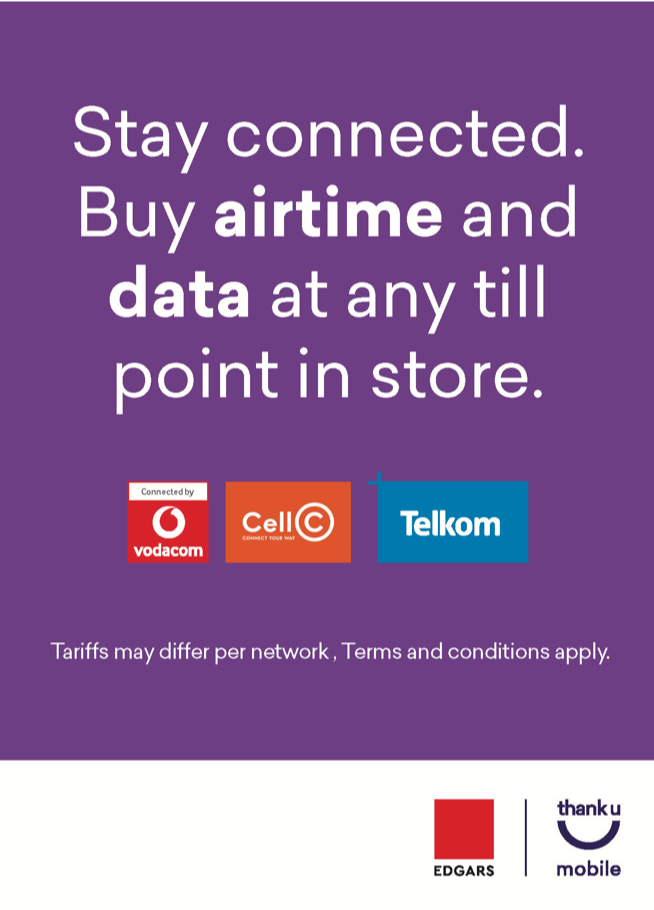 Stay connected.
Buy airtime and
data at any till
point in store.
Connected by
vodacom
Cell C
CONNECT YOUR WAY
Telkom
Tariffs may differ per network , Terms and conditions apply.
thank u
EDGARS
mobile